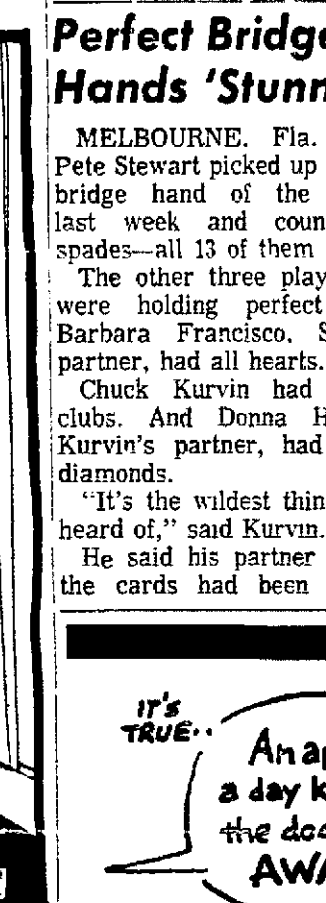 Perfect Bridge
Hands 'Stunn
MELBOURNE. Fla.
Pete Stewart picked up
bridge hand of the
last week and coun
spades—all 13 of them
The other three play
were holding perfect
Barbara Francisco, S
partner, had all hearts.
Chuck Kurvin had
clubs. And Donna H
Kurvin's partner, had
diamonds.
"It's the wildest thin
heard of," said Kurvin.
He said his partner
the cards had been
IT'S
TRUE..
An ap
a day k
the doc
AWA